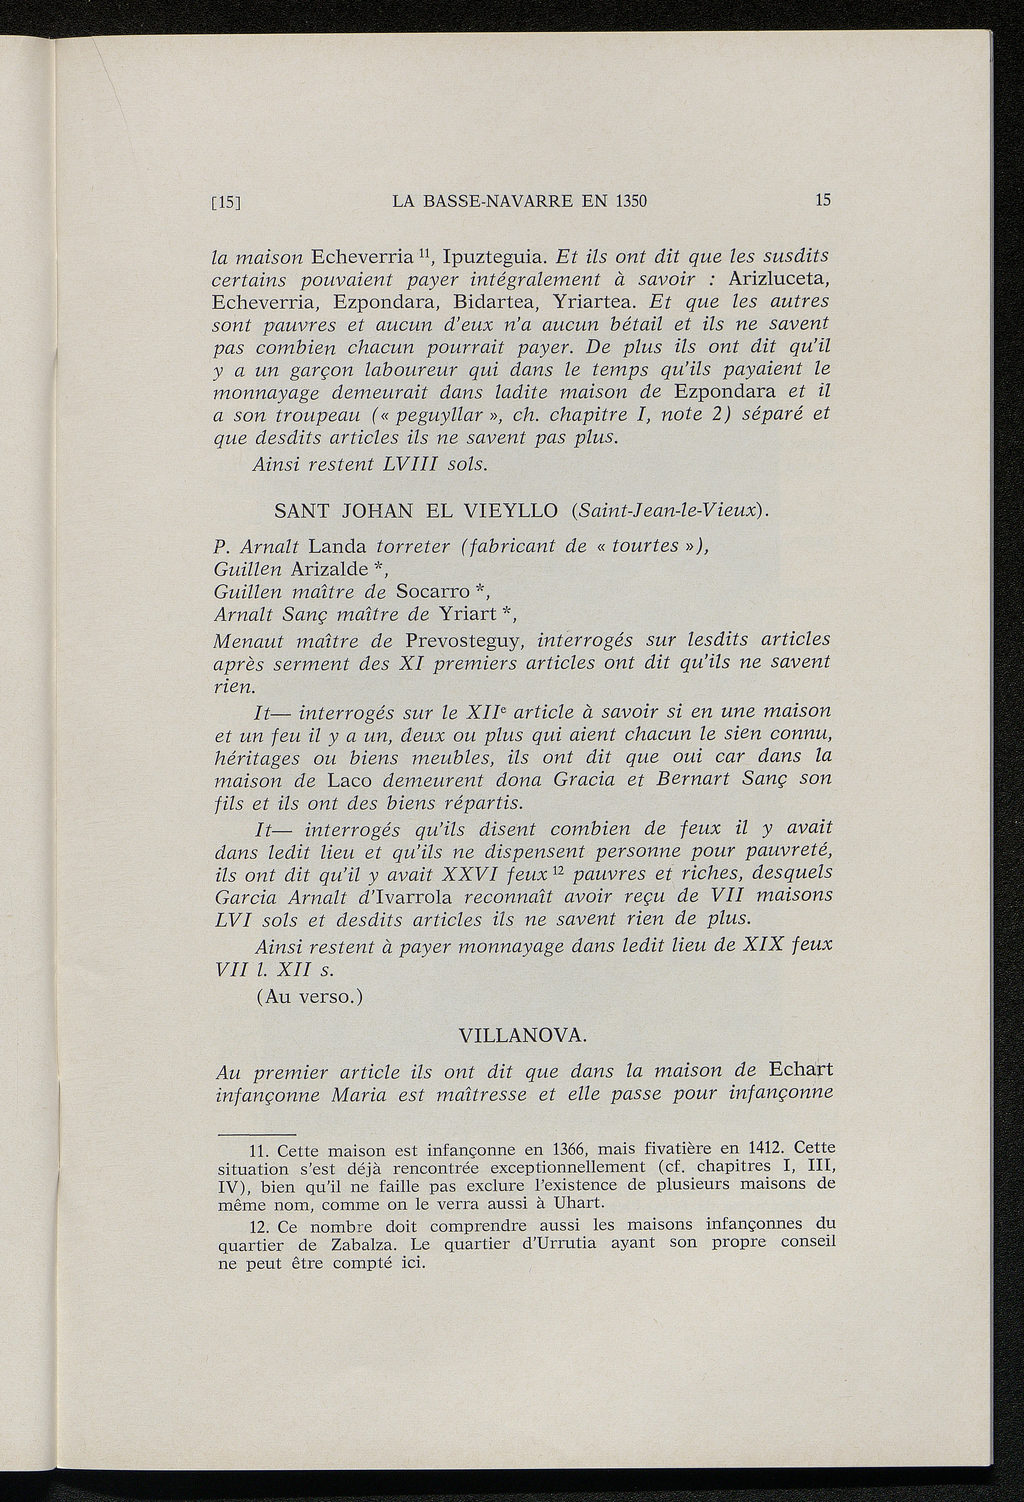 [15] LA BASSE-NAVARRE EN 1350 15
la maison Echeverria 11, Ipuzteguia. Et ils ont dit que les susdits
certains pouvaient payer intégralement à savoir : Arizluceta,
Echeverria, Ezpondara, Bidartea, Yriartea. Et que les autres
sont pauvres et aucun d'eux n'a aucun bétail et ils ne savent
pas combien chacun pourrait payer. De plus ils ont dit qu'il
y a un garçon laboureur qui dans le temps qu'ils payaient le
monnayage demeurait dans ladite maison de Ezpondara et il
a son troupeau (« peguyllar », ch. chapitre I, note 2) séparé et
que desdits articles ils ne savent pas plus.
Ainsi restent LVIII sols.
SANT JOHAN EL VIEYLLO (Saint-Jean-le-Vieux).
P. Arnalt Landa torreter (fabricant de « tourtes »),
Guillen Arizalde *,
Guillen maître de Socarro *,
Arnalt Sanç maître de Yriart *,
Menaut maître de Prevosteguy, interrogés sur lesdits articles
après serment des XI premiers articles ont dit qu'ils ne savent
rien.
It— interrogés sur le XIIe article à savoir si en une maison
et un feu il y a un, deux ou plus qui aient chacun le sien connu,
héritages ou biens meubles, ils ont dit que oui car dans la
maison de Laco demeurent dona Gracia et Bernart Sanç son
fils et ils ont des biens répartis.
It— interrogés qu'ils disent combien de feux il y avait
dans ledit lieu et qu'ils ne dispensent personne pour pauvreté,
ils ont dit qu'il y avait XXVI feux 12 pauvres et riches, desquels
Garcia Arnalt d'Ivarrola reconnaît avoir reçu de VII maisons
LVI sols et desdits articles ils ne savent rien de plus.
Ainsi restent à payer monnayage dans ledit lieu de XIX feux
VII l. XII s.
(Au verso.)
VILLANOVA.
Au premier article ils ont dit que dans la maison de Echart
infançonne Maria est maîtresse et elle passe pour infançonne
11. Cette maison est infançonne en 1366, mais fivatière en 1412. Cette
situation s'est déjà rencontrée exceptionnellement (cf. chapitres I, III,
IV), bien qu'il ne faille pas exclure l'existence de plusieurs maisons de
même nom, comme on le verra aussi à Uhart.
12. Ce nombre doit comprendre aussi les maisons infançonnes du
quartier de Zabalza. Le quartier d'Urrutia ayant son propre conseil
ne peut être compté ici.